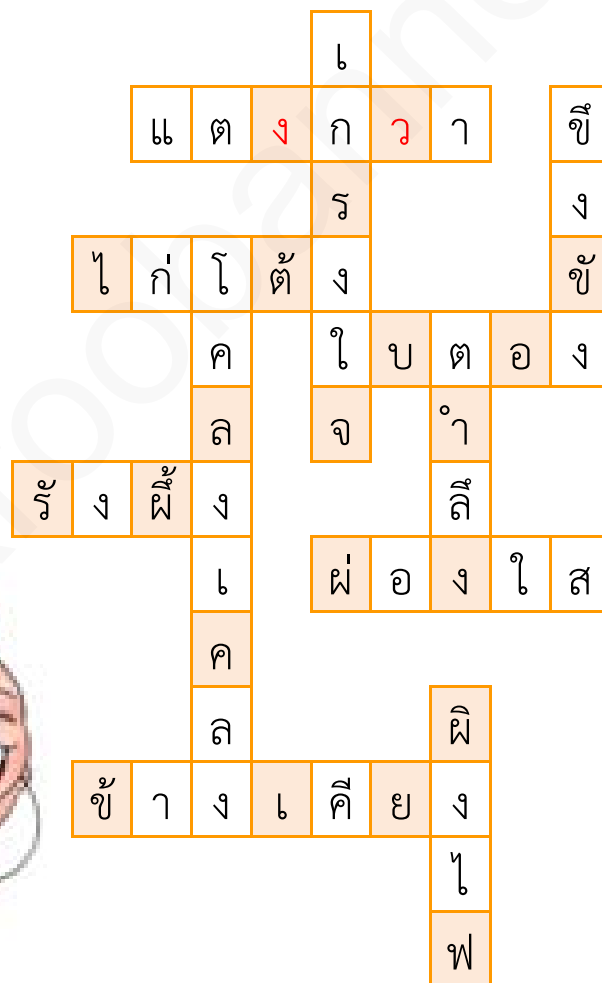 เ
แ ต ง ก ว า ขึ
ร ง
ไ ก่ โ ต้ ง ขั
ค ใ บ ต อ ง
ล จ ำ
รั ง ผึ้ ง ลึ
เ ผ่ อ ง ใ ส
ค
ล ผิ
ข้ า ง เ คี ย ง
ไ
ฟ